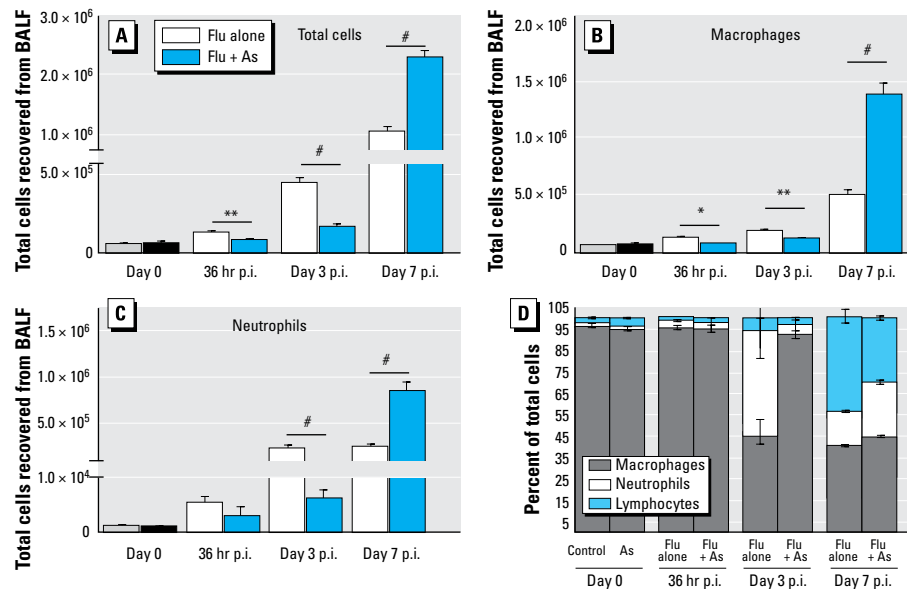 A
Flu alone
Flu + As
Total cells
Total cells recovered from BALF
3.0 × 10⁶
2.0 × 10⁶
1.0 × 10⁶
5.0 × 10⁵
0
**
#
#
Day 0
36 hr p.i.
Day 3 p.i.
Day 7 p.i.
B
Macrophages
Total cells recovered from BALF
2.0 × 10⁶
1.5 × 10⁶
1.0 × 10⁶
5.0 × 10⁵
0
*
**
#
Day 0
36 hr p.i.
Day 3 p.i.
Day 7 p.i.
C
Neutrophils
Total cells recovered from BALF
1.5 × 10⁶
1.0 × 10⁶
5.0 × 10⁵
1.0 × 10⁴
0
#
#
Day 0
36 hr p.i.
Day 3 p.i.
Day 7 p.i.
D
Percent of total cells
105
95
85
75
65
55
45
35
25
15
5
Macrophages
Neutrophils
Lymphocytes
Control
As
Flu alone
Flu + As
Flu alone
Flu + As
Flu alone
Flu + As
Day 0
36 hr p.i.
Day 3 p.i.
Day 7 p.i.